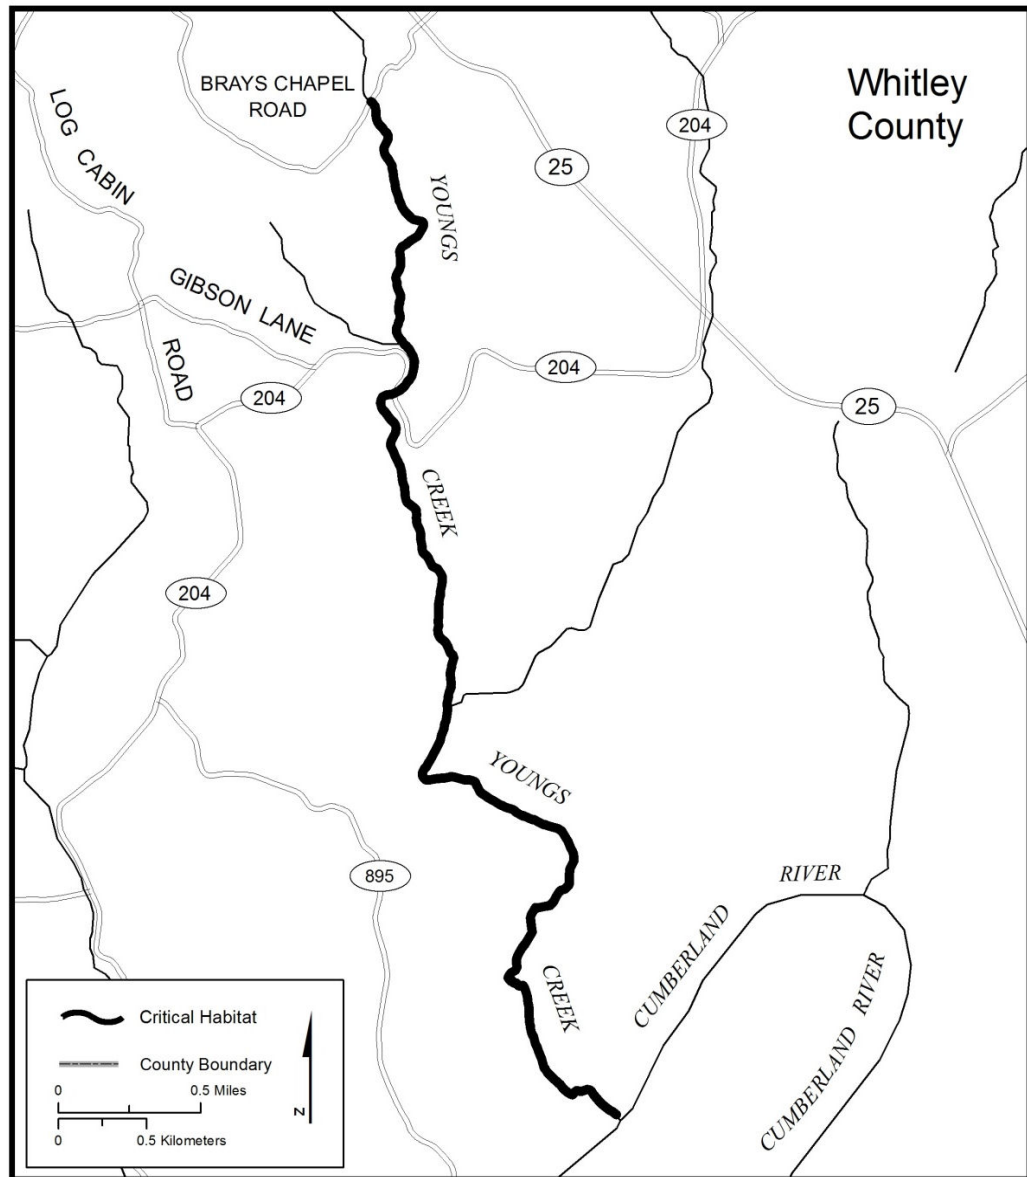 BRAYS CHAPEL
ROAD
Whitley
County
LOG CABIN
ROAD
204
25
YOUNGS
GIBSON LANE
204
204
25
CREEK
204
YOUNGS
895
RIVER
CUMBERLAND
CREEK
CUMBERLAND RIVER
Critical Habitat
County Boundary
0 0.5 Miles
0 0.5 Kilometers
N